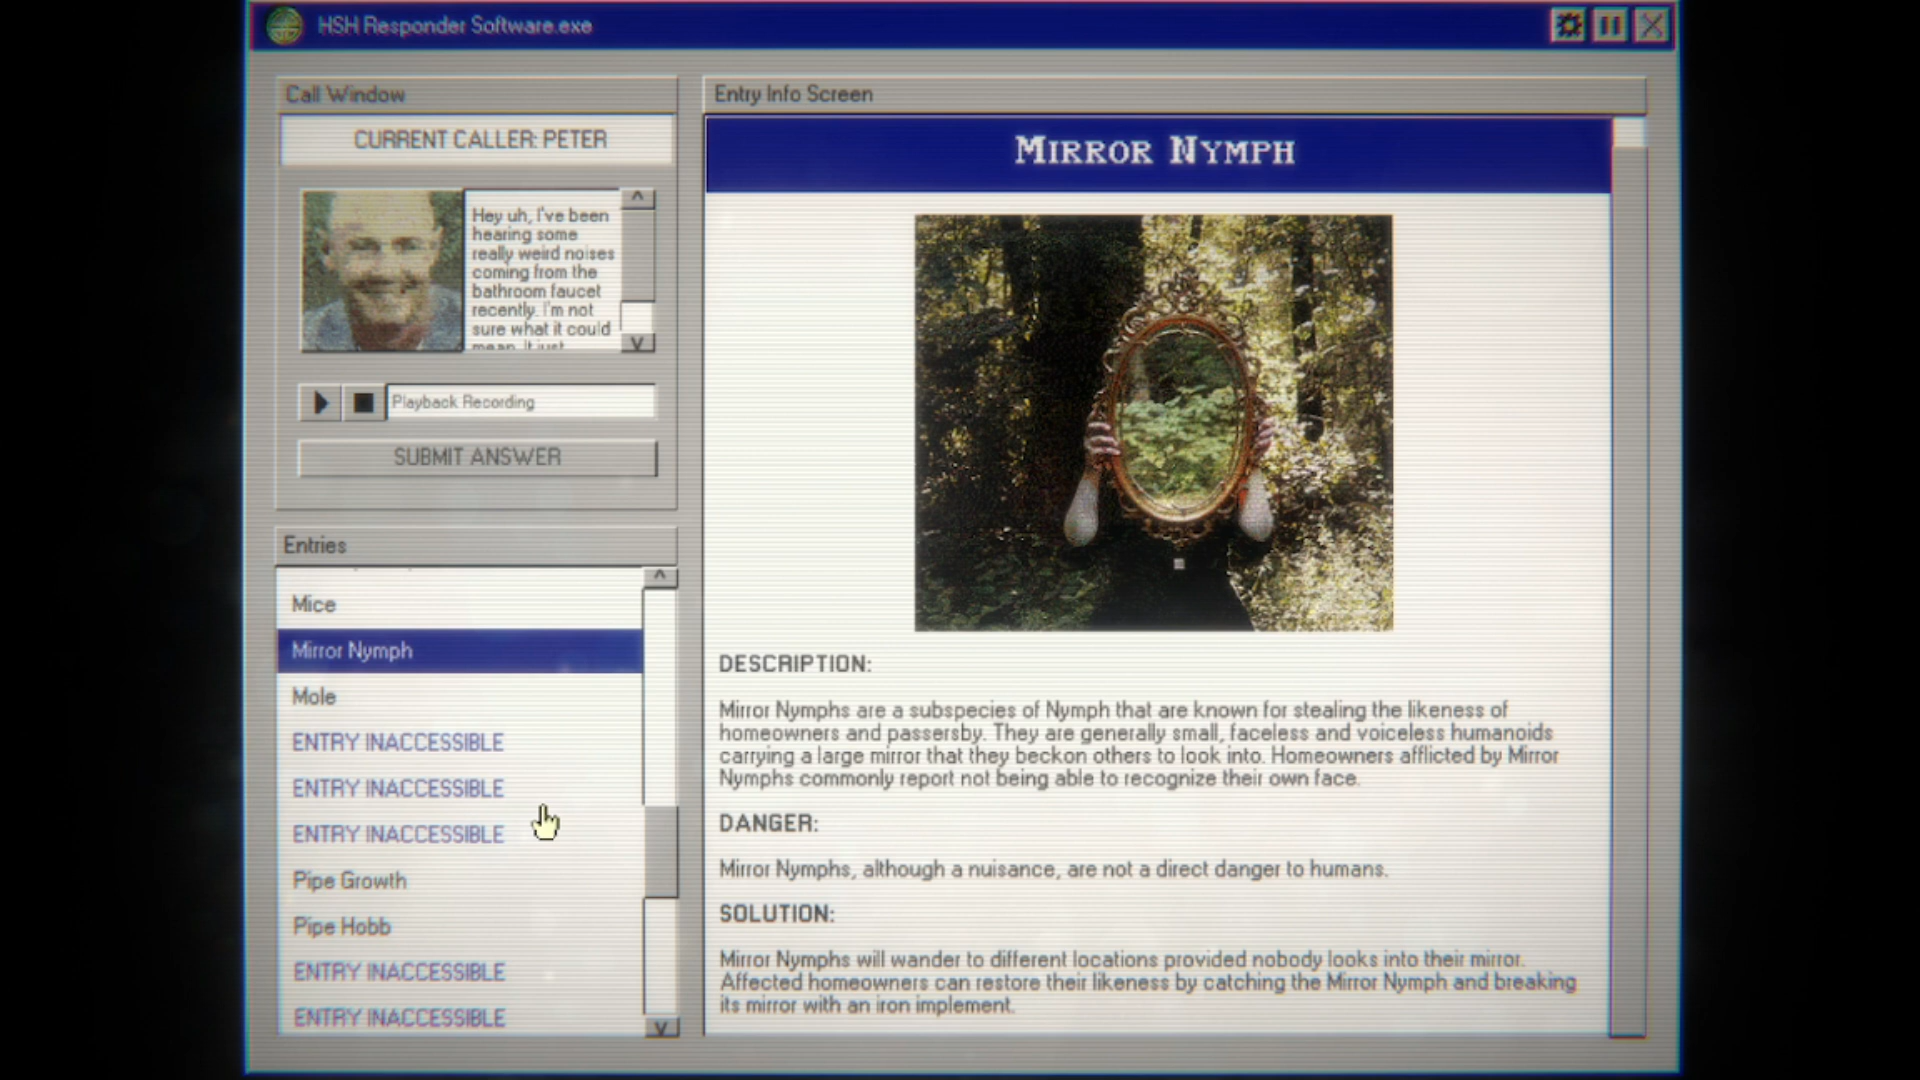 HSH Responder Software.exe
Call Window
CURRENT CALLER: PETER
Hey uh, I've been
hearing some
really weird noises
coming from the
bathroom faucet
recently. I'm not
sure what it could
mean. It just
Playback Recording
SUBMIT ANSWER
Entries
Mice
Mirror Nymph
Mole
ENTRY INACCESSIBLE
ENTRY INACCESSIBLE
ENTRY INACCESSIBLE
Pipe Growth
Pipe Hobb
ENTRY INACCESSIBLE
ENTRY INACCESSIBLE
Entry Info Screen
MIRROR NYMPH
DESCRIPTION:
Mirror Nymphs are a subspecies of Nymph that are known for stealing the likeness of
homeowners and passersby. They are generally small, faceless and voiceless humanoids
carrying a large mirror that they beckon others to look into. Homeowners afflicted by Mirror
Nymphs commonly report not being able to recognize their own face.
DANGER:
Mirror Nymphs, although a nuisance, are not a direct danger to humans.
SOLUTION:
Mirror Nymphs will wander to different locations provided nobody looks into their mirror.
Affected homeowners can restore their likeness by catching the Mirror Nymph and breaking
its mirror with an iron implement.